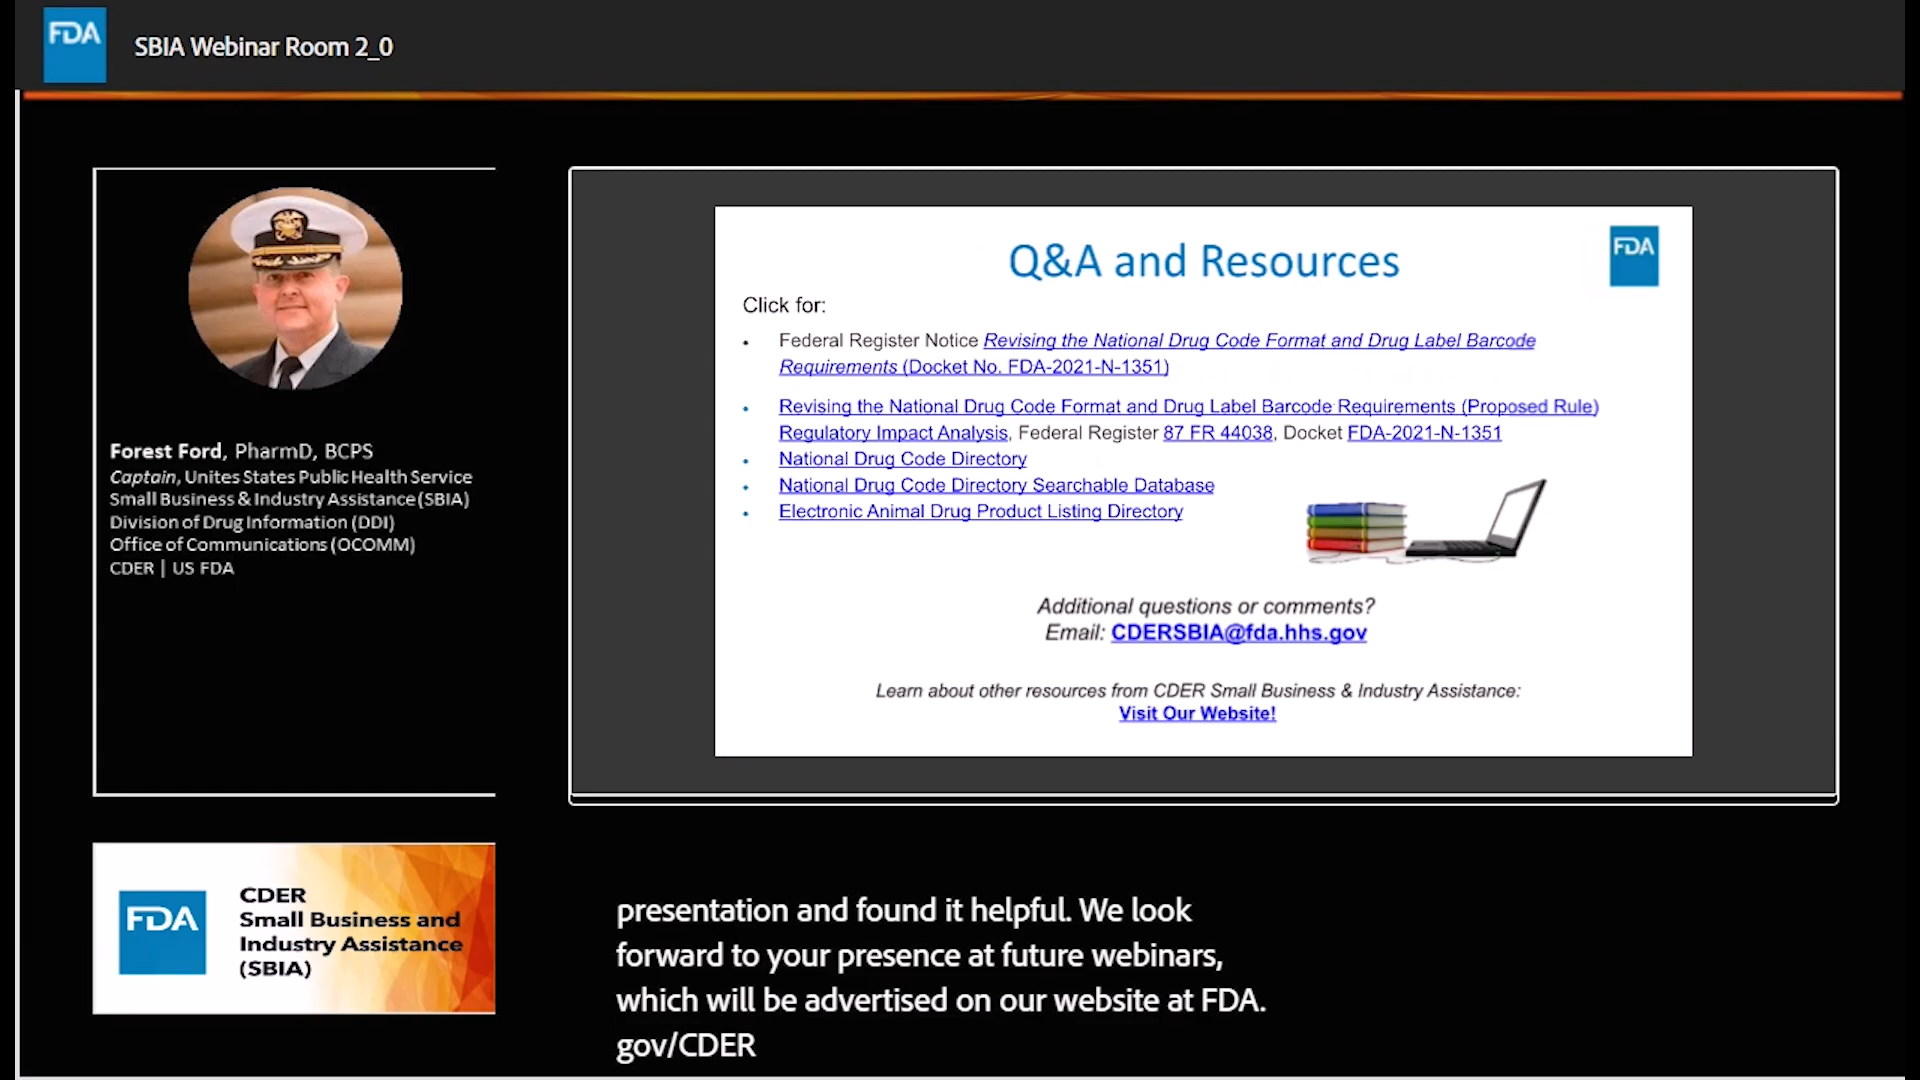 FDA
SBIA Webinar Room 2_0
Forest Ford, PharmD, BCPS
Captain, Unites States Public Health Service
Small Business & Industry Assistance (SBIA)
Division of Drug Information (DDI)
Office of Communications (OCOMM)
CDER | US FDA
Q&A and Resources
FDA
Click for:
• Federal Register Notice Revising the National Drug Code Format and Drug Label Barcode
Requirements (Docket No. FDA-2021-N-1351)
• Revising the National Drug Code Format and Drug Label Barcode Requirements (Proposed Rule)
Regulatory Impact Analysis, Federal Register 87 FR 44038, Docket FDA-2021-N-1351
• National Drug Code Directory
• National Drug Code Directory Searchable Database
• Electronic Animal Drug Product Listing Directory
Additional questions or comments?
Email: CDERSBIA@fda.hhs.gov
Learn about other resources from CDER Small Business & Industry Assistance:
Visit Our Website!
FDA
CDER
Small Business and
Industry Assistance
(SBIA)
presentation and found it helpful. We look
forward to your presence at future webinars,
which will be advertised on our website at FDA.
gov/CDER